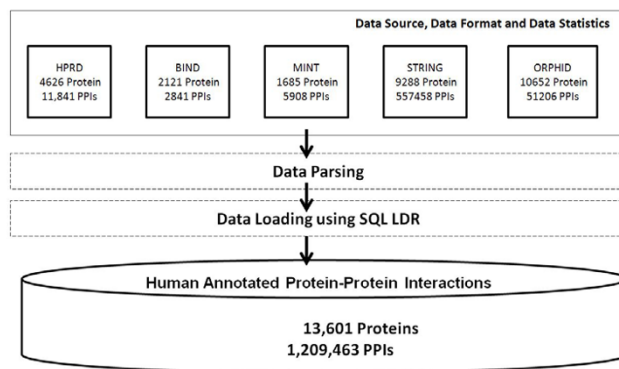 Data Source, Data Format and Data Statistics
HPRD
4626 Protein
11,841 PPIs
BIND
2121 Protein
2841 PPIs
MINT
1685 Protein
5908 PPIs
STRING
9288 Protein
557458 PPIs
ORPHID
10652 Protein
51206 PPIs
Data Parsing
Data Loading using SQL LDR
Human Annotated Protein-Protein Interactions
13,601 Proteins
1,209,463 PPIs